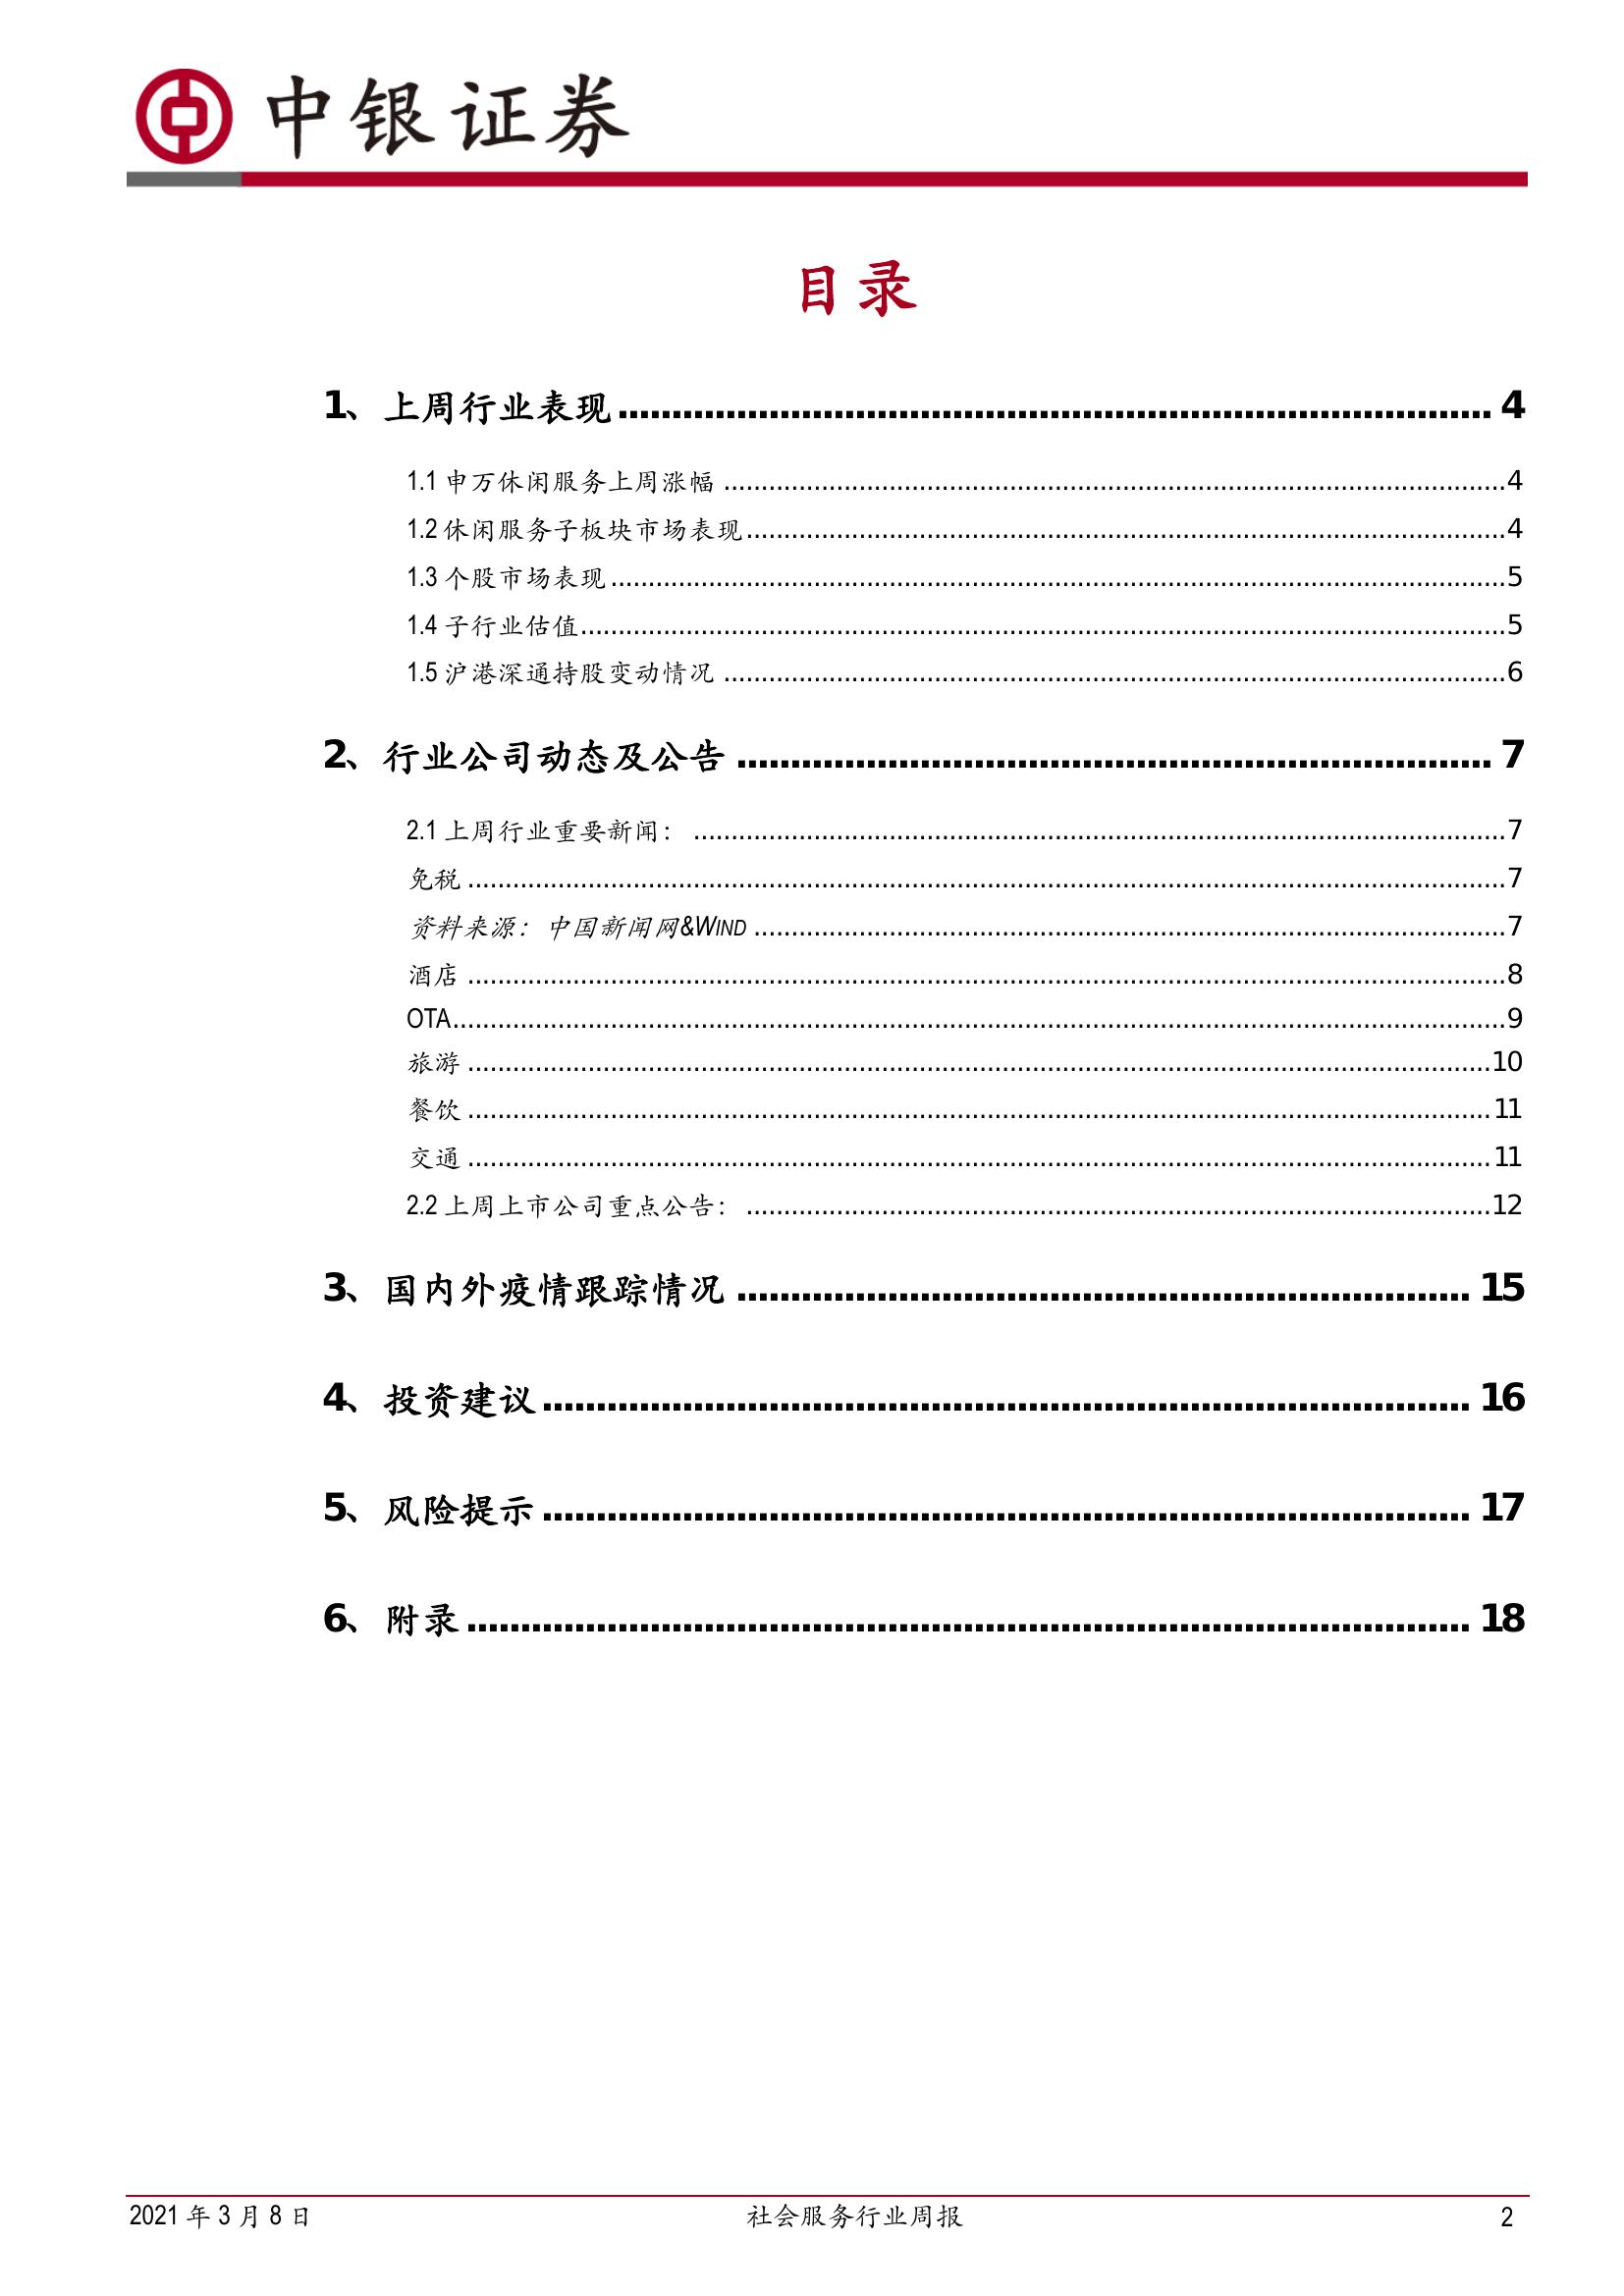 中银证券
目录
1、上周行业表现 ........ 4
1.1 申万休闲服务上周涨幅 ........ 4
1.2 休闲服务子板块市场表现 ........ 4
1.3 个股市场表现 ........ 5
1.4 子行业估值 ........ 5
1.5 沪港深通持股变动情况 ........ 6
2、行业公司动态及公告 ........ 7
2.1 上周行业重要新闻： ........ 7
免税 ........ 7
资料来源：中国新闻网&WIND ........ 7
酒店 ........ 8
OTA ........ 9
旅游 ........ 10
餐饮 ........ 11
交通 ........ 11
2.2 上周上市公司重点公告： ........ 12
3、国内外疫情跟踪情况 ........ 15
4、投资建议 ........ 16
5、风险提示 ........ 17
6、附录 ........ 18
2021 年 3 月 8 日 社会服务行业周报 2